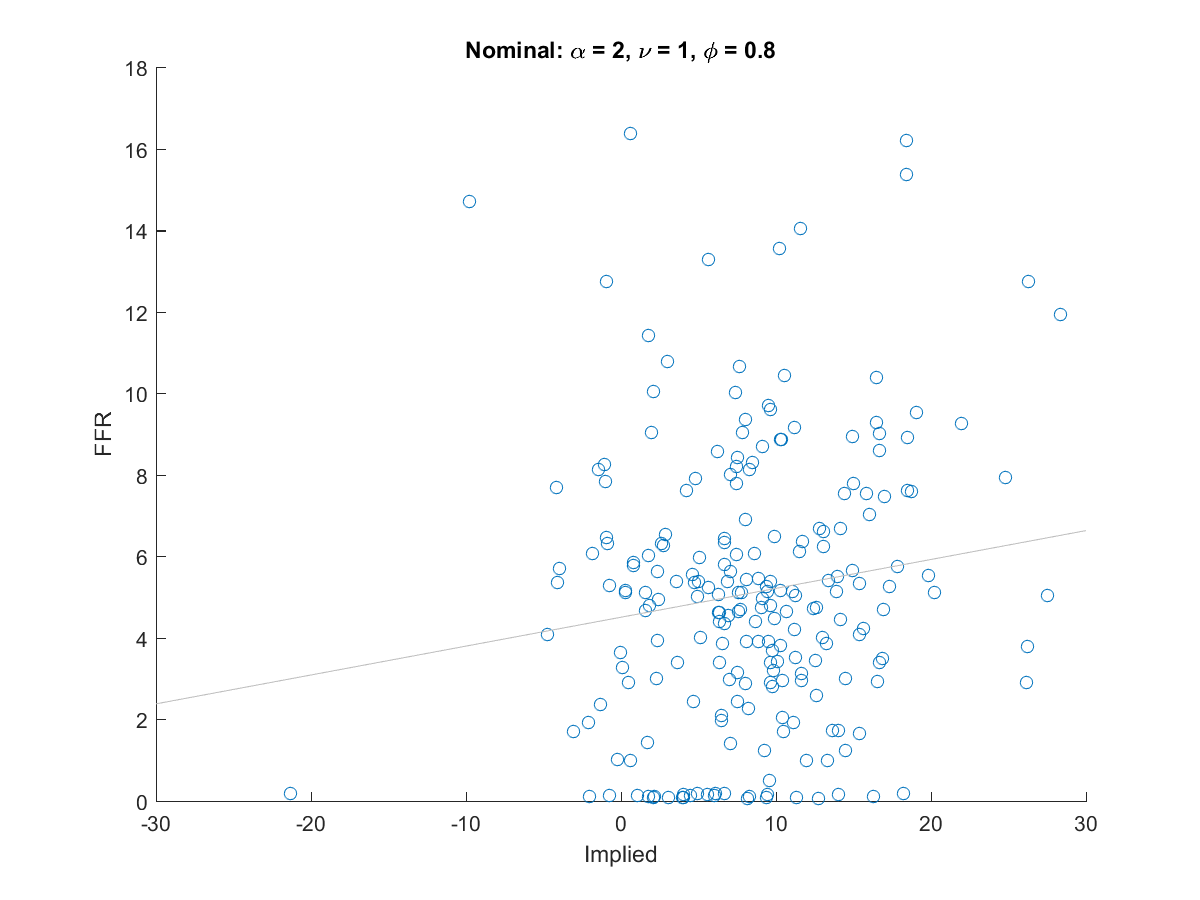 Nominal: α = 2, ν = 1, ϕ = 0.8
18
16
14
12
10
8
6
4
2
0
FFR
-30 -20 -10 0 10 20 30
Implied